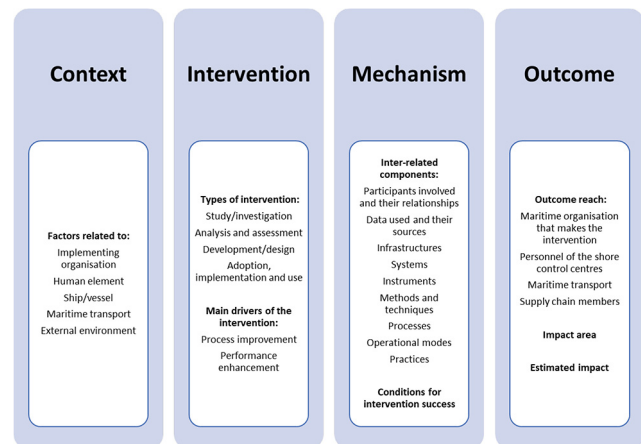 Context
Factors related to:
Implementing
organisation
Human element
Ship/vessel
Maritime transport
External environment
Intervention
Types of intervention:
Study/investigation
Analysis and assessment
Development/design
Adoption,
implementation and use
Main drivers of the
intervention:
Process improvement
Performance
enhancement
Mechanism
Inter-related
components:
Participants involved
and their relationships
Data used and their
sources
Infrastructures
Systems
Instruments
Methods and
techniques
Processes
Operational modes
Practices
Conditions for
intervention success
Outcome
Outcome reach:
Maritime organisation
that makes the
intervention
Personnel of the shore
control centres
Maritime transport
Supply chain members
Impact area
Estimated impact